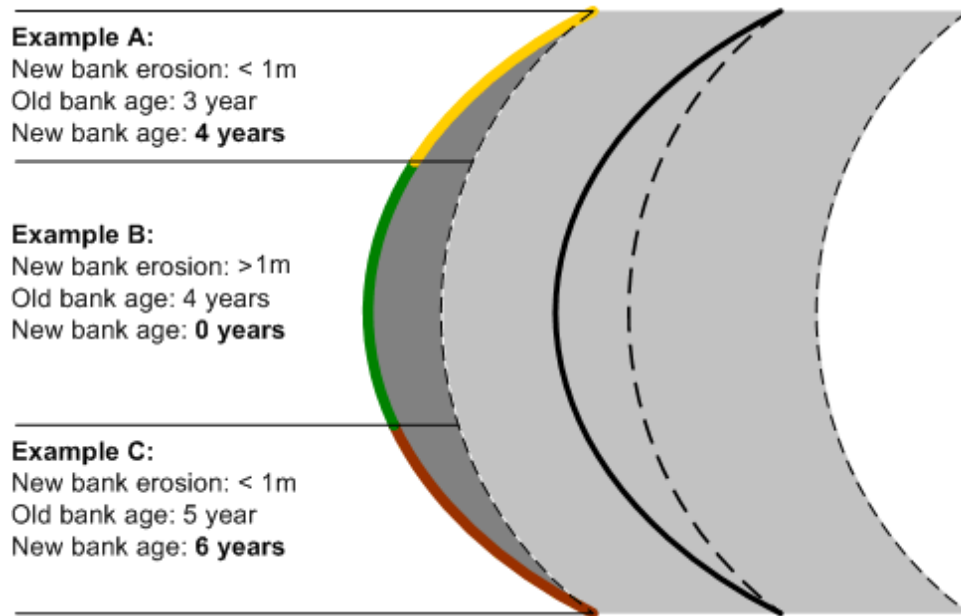 Example A:
New bank erosion: < 1m
Old bank age: 3 year
New bank age: 4 years
Example B:
New bank erosion: >1m
Old bank age: 4 years
New bank age: 0 years
Example C:
New bank erosion: < 1m
Old bank age: 5 year
New bank age: 6 years